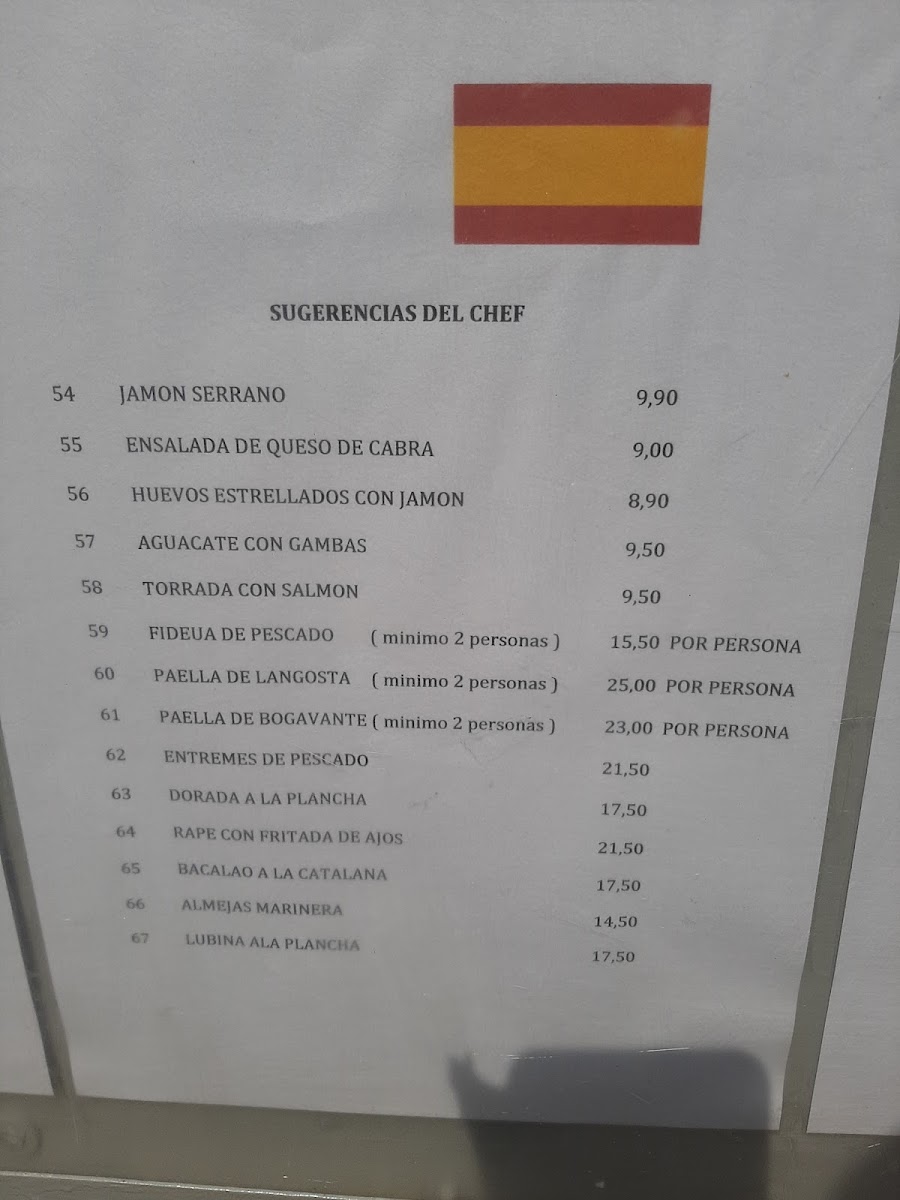 SUGERENCIAS DEL CHEF
54 JAMON SERRANO 9,90
55 ENSALADA DE QUESO DE CABRA 9,00
56 HUEVOS ESTRELLADOS CON JAMON 8,90
57 AGUACATE CON GAMBAS 9,50
58 TORRADA CON SALMON 9,50
59 FIDEUA DE PESCADO ( minimo 2 personas ) 15,50 POR PERSONA
60 PAELLA DE LANGOSTA ( minimo 2 personas ) 25,00 POR PERSONA
61 PAELLA DE BOGAVANTE ( minimo 2 personas ) 23,00 POR PERSONA
62 ENTREMES DE PESCADO 21,50
63 DORADA A LA PLANCHA 17,50
64 RAPE CON FRITADA DE AJOS 21,50
65 BACALAO A LA CATALANA 17,50
66 ALMEJAS MARINERA 14,50
67 LUBINA ALA PLANCHA 17,50